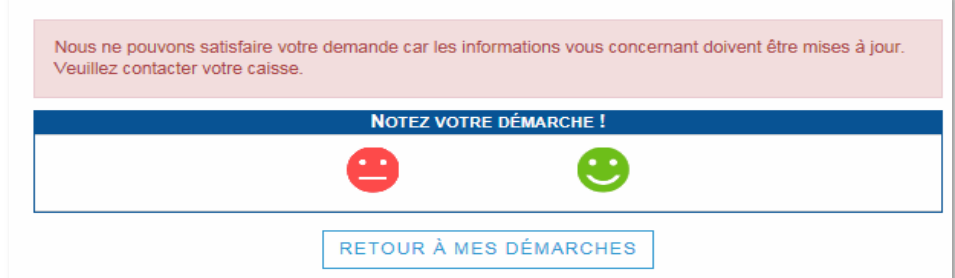 Nous ne pouvons satisfaire votre demande car les informations vous concernant doivent être mises à jour.
Veuillez contacter votre caisse.
NOTEZ VOTRE DÉMARCHE !
RETOUR À MES DÉMARCHES